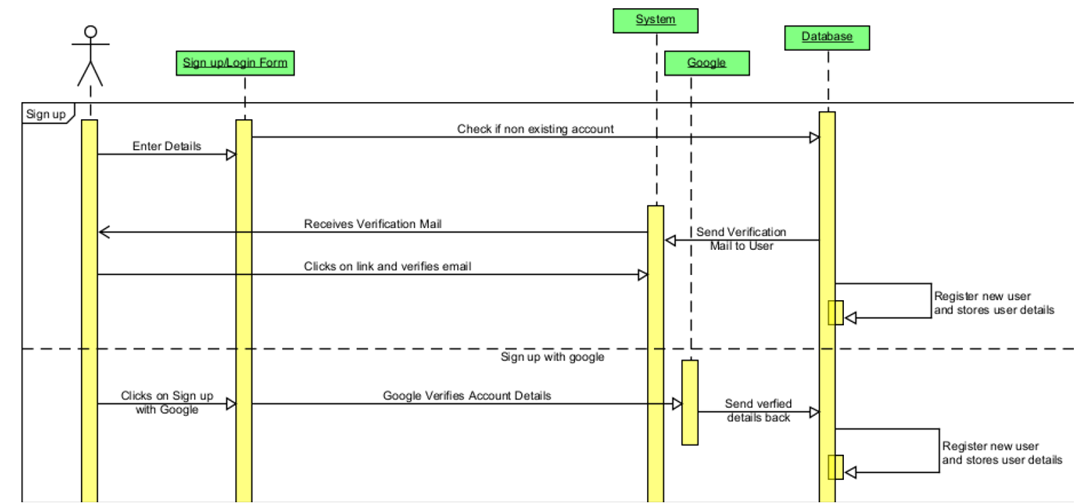 System
Database
Sign up/Login Form
Google
Sign up
Check if non existing account
Enter Details
Receives Verification Mail
Send Verification
Mail to User
Clicks on link and verifies email
Register new user
and stores user details
Sign up with google
Clicks on Sign up
with Google
Google Verifies Account Details
Send verfied
details back
Register new user
and stores user details